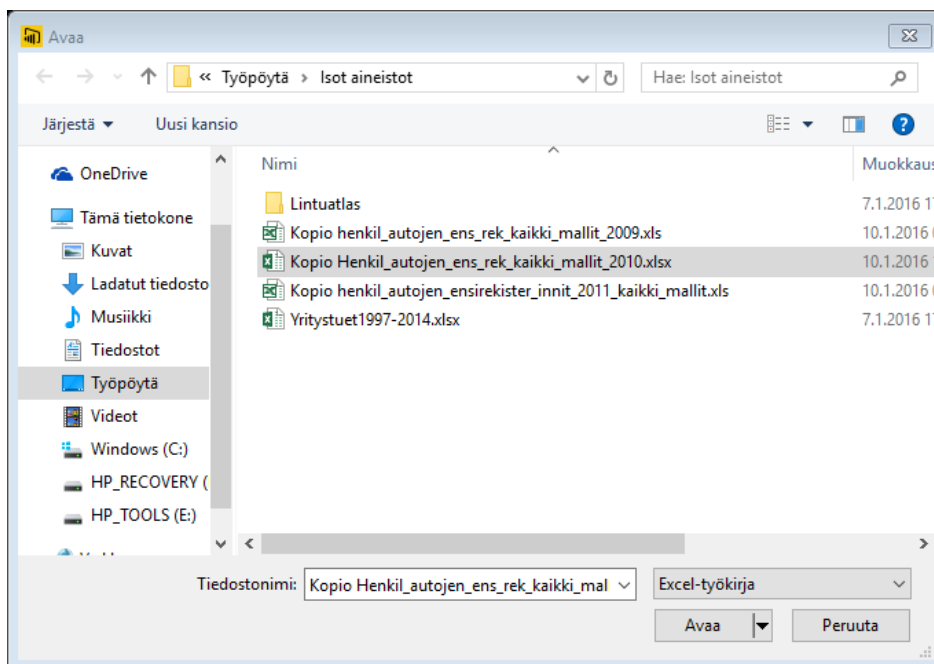 Avaa
« Työpöytä › Isot aineistot
Hae: Isot aineistot
Järjestä Uusi kansio
OneDrive
Tämä tietokone
Kuvat
Ladatut tiedosto
Musiikki
Tiedostot
Työpöytä
Videot
Windows (C:)
HP_RECOVERY (
HP_TOOLS (E:)
Nimi Muokkaus
Lintuatlas 7.1.2016 1
Kopio henkil_autojen_ens_rek_kaikki_mallit_2009.xls 10.1.2016
Kopio Henkil_autojen_ens_rek_kaikki_mallit_2010.xlsx 10.1.2016
Kopio henkil_autojen_ensirekister_innit_2011_kaikki_mallit.xls 10.1.2016
Yritystuet1997-2014.xlsx 7.1.2016 1
Tiedostonimi: Kopio Henkil_autojen_ens_rek_kaikki_mal Excel-työkirja
Avaa Peruuta